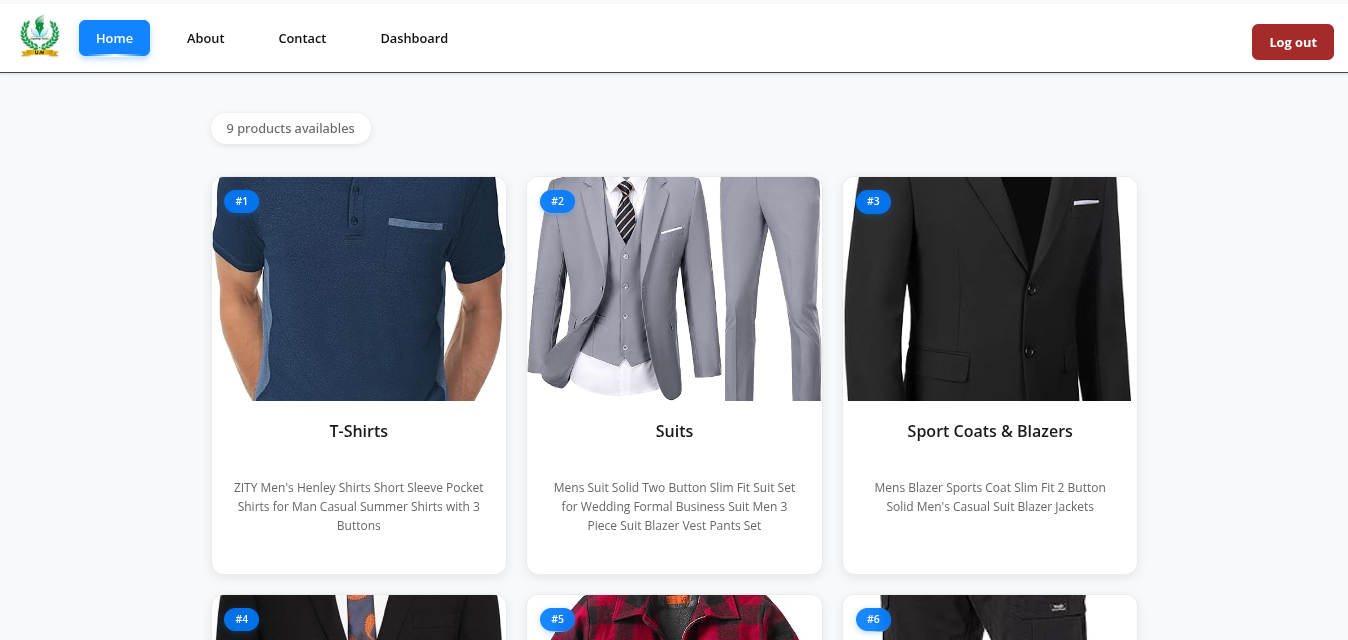 Home
About
Contact
Dashboard
Log out
9 products availables
#1
#2
#3
T-Shirts
Suits
Sport Coats & Blazers
ZITY Men's Henley Shirts Short Sleeve Pocket
Shirts for Man Casual Summer Shirts with 3
Buttons
Mens Suit Solid Two Button Slim Fit Suit Set
for Wedding Formal Business Suit Men 3
Piece Suit Blazer Vest Pants Set
Mens Blazer Sports Coat Slim Fit 2 Button
Solid Men's Casual Suit Blazer Jackets
#4
#5
#6